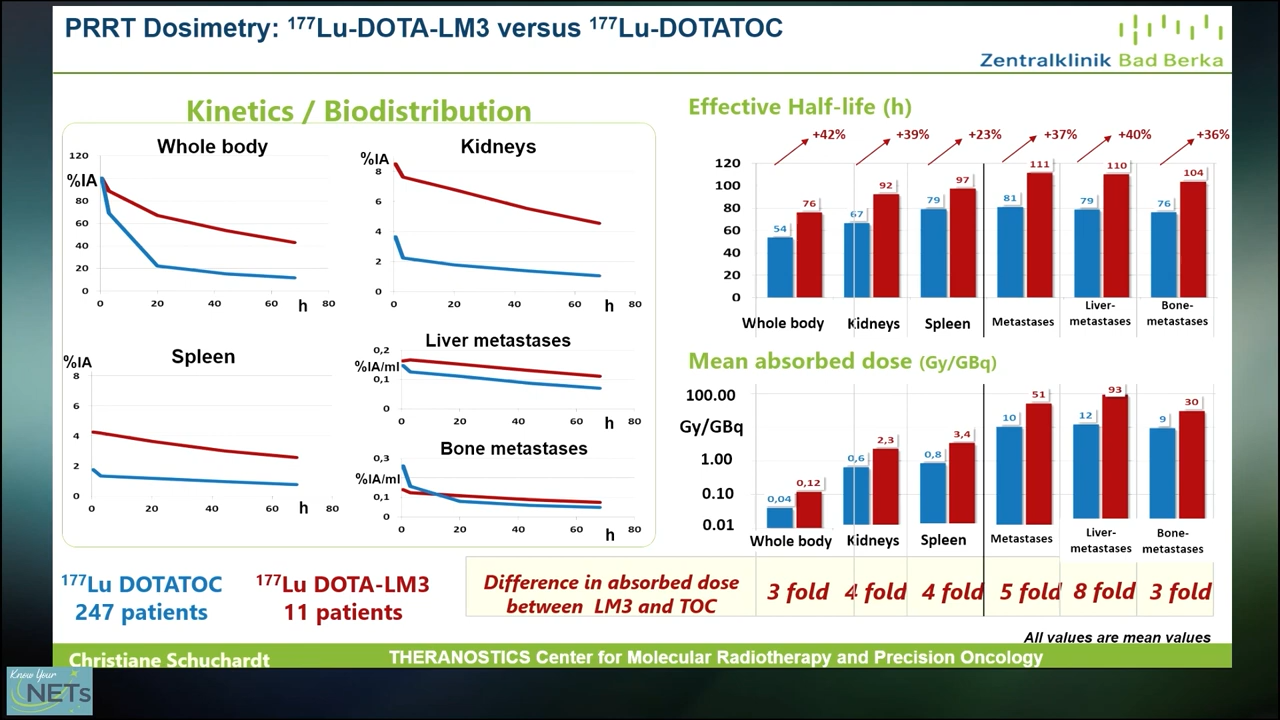 PRRT Dosimetry: ¹⁷⁷Lu-DOTA-LM3 versus ¹⁷⁷Lu-DOTATOC
Zentralklinik Bad Berka
Kinetics / Biodistribution
Whole body
120
%IA
80
60
40
20
0
0 20 40 60 80
h
Kidneys
%IA
8
6
4
2
0
0 20 40 60 80
h
Spleen
%IA
8
6
4
2
0
0 20 40 60 80
h
Liver metastases
0,2
%IA/ml
0,1
0
0 20 40 60 80
h
Bone metastases
0,3
%IA/ml
0,1
0
0 20 40 60 80
h
Effective Half-life (h)
+42% +39% +23% +37% +40% +36%
120
100
80
60
40
20
0
54 76 67 92 79 97 81 111 79 110 76 104
Whole body Kidneys Spleen Metastases Liver-metastases Bone-metastases
Mean absorbed dose (Gy/GBq)
100.00
Gy/GBq
1.00
0.10
0.01
0,04 0,12 0,6 2,3 0,8 3,4 10 51 12 93 9 30
Whole body Kidneys Spleen Metastases Liver-metastases Bone-metastases
¹⁷⁷Lu DOTATOC
247 patients
¹⁷⁷Lu DOTA-LM3
11 patients
Difference in absorbed dose
between LM3 and TOC
3 fold 4 fold 4 fold 5 fold 8 fold 3 fold
All values are mean values
Christiane Schuchardt
THERANOSTICS Center for Molecular Radiotherapy and Precision Oncology
Know Your
NETs